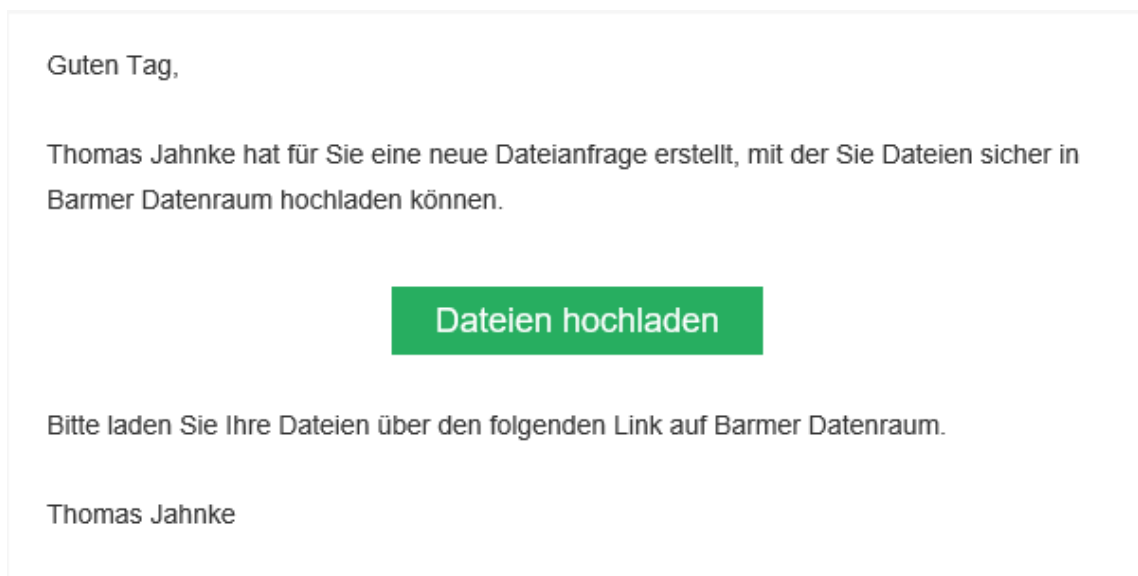 Guten Tag,
Thomas Jahnke hat für Sie eine neue Dateianfrage erstellt, mit der Sie Dateien sicher in
Barmer Datenraum hochladen können.
Dateien hochladen
Bitte laden Sie Ihre Dateien über den folgenden Link auf Barmer Datenraum.
Thomas Jahnke